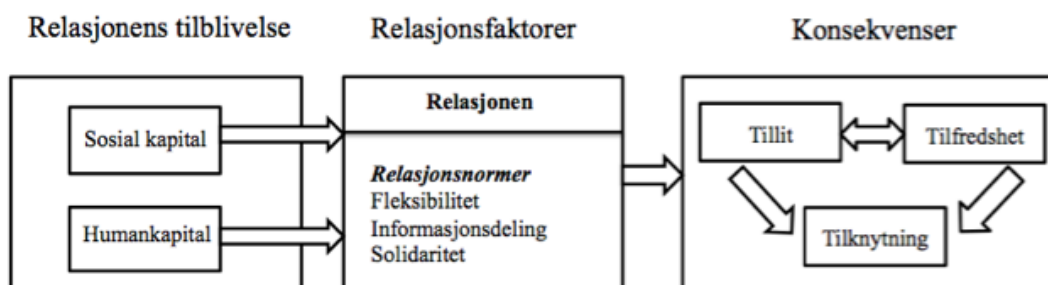 Relasjonens tilblivelse
Relasjonsfaktorer
Konsekvenser
Sosial kapital
Humankapital
Relasjonen
Relasjonsnormer
Fleksibilitet
Informasjonsdeling
Solidaritet
Tillit
Tilfredshet
Tilknytning